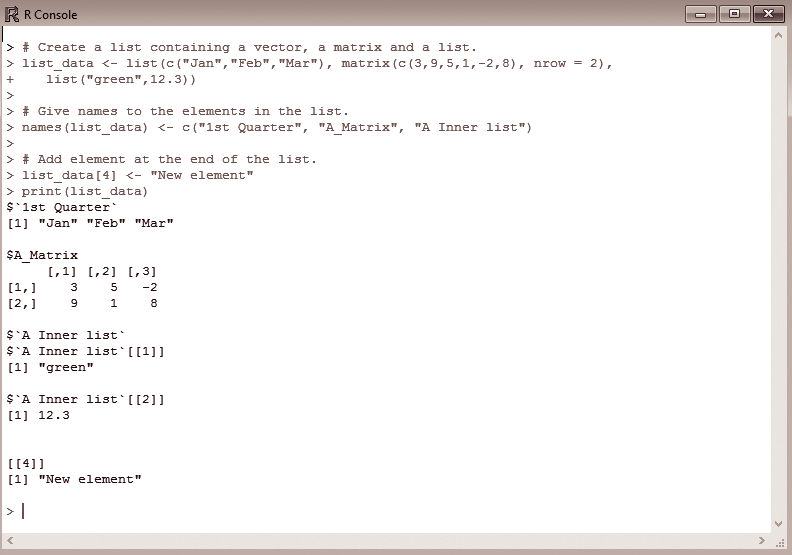 R Console
> # Create a list containing a vector, a matrix and a list.
> list_data <- list(c("Jan","Feb","Mar"), matrix(c(3,9,5,1,-2,8), nrow = 2),
+    list("green",12.3))
>
> # Give names to the elements in the list.
> names(list_data) <- c("1st Quarter", "A_Matrix", "A Inner list")
>
> # Add element at the end of the list.
> list_data[4] <- "New element"
> print(list_data)
$`1st Quarter`
[1] "Jan" "Feb" "Mar"

$A_Matrix
     [,1] [,2] [,3]
[1,]    3    5   -2
[2,]    9    1    8

$`A Inner list`
$`A Inner list`[[1]]
[1] "green"

$`A Inner list`[[2]]
[1] 12.3


[[4]]
[1] "New element"

>